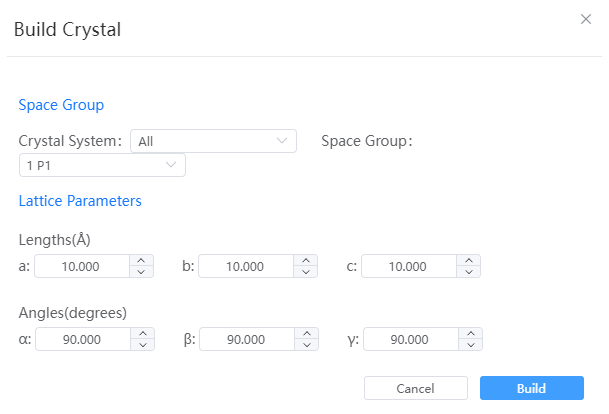 Build Crystal
Space Group
Crystal System: All Space Group:
1 P1
Lattice Parameters
Lengths(Å)
a: 10.000 b: 10.000 c: 10.000
Angles(degrees)
α: 90.000 β: 90.000 γ: 90.000
Cancel Build